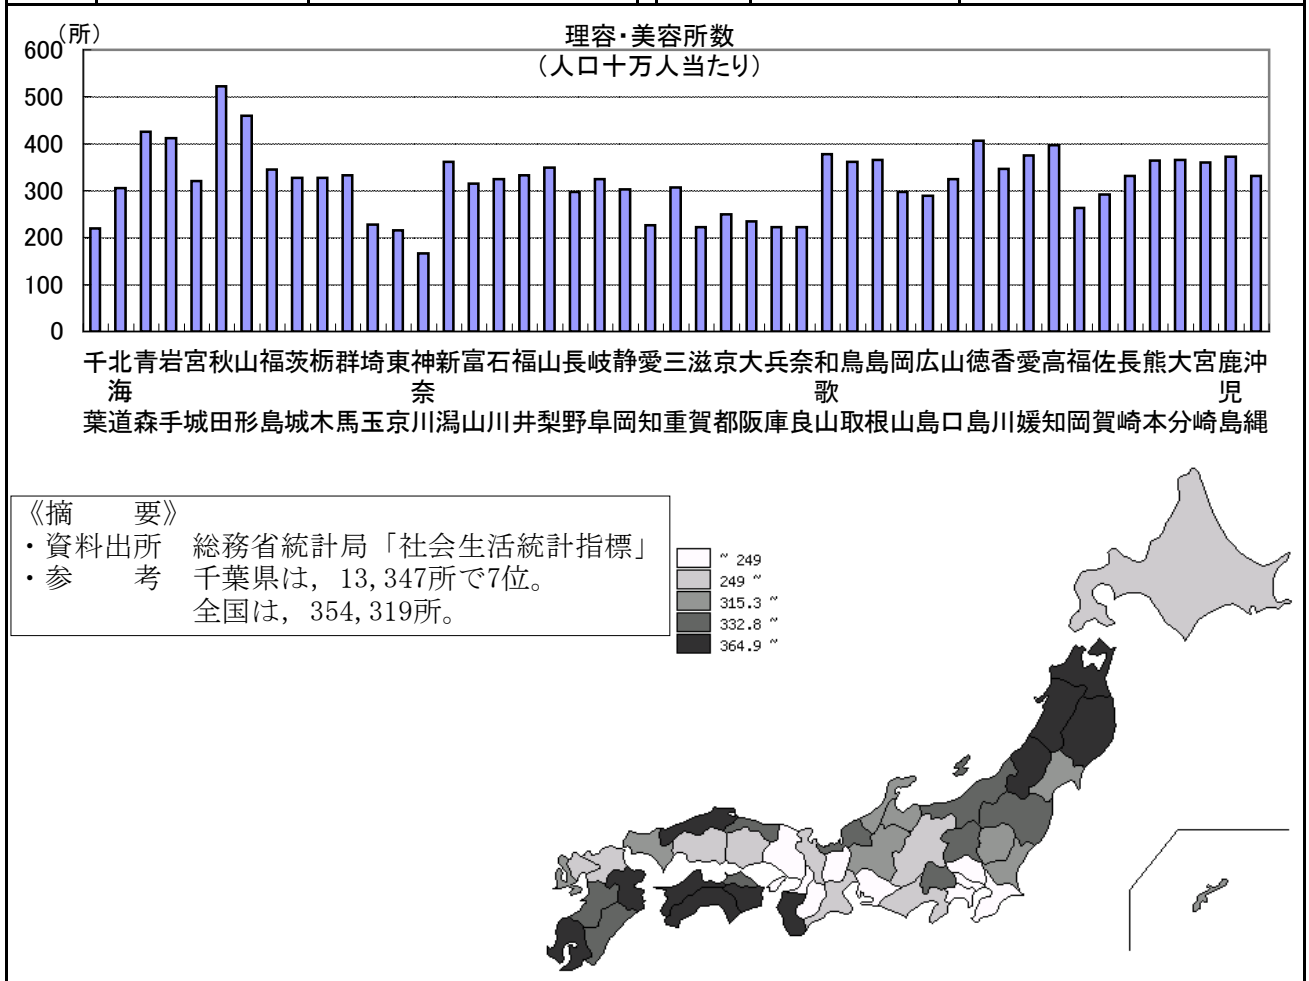 (所)
理容・美容所数
(人口十万人当たり)
600
500
400
300
200
100
0
千北青岩宮秋山福茨栃群埼東神新富石福山長岐静愛三滋京大兵奈和鳥島岡広山徳香愛高福佐長熊大宮鹿沖
海 奈 歌 児
葉道森手城田形島城木馬玉京川潟山川井梨野阜岡知重賀都阪庫良山取根山島口島川媛知岡賀崎本分崎島縄
《摘　　要》
・資料出所　総務省統計局「社会生活統計指標」
・参　　考　千葉県は，13,347所で7位。
全国は，354,319所。
~ 249
249 ~
315.3 ~
332.8 ~
364.9 ~